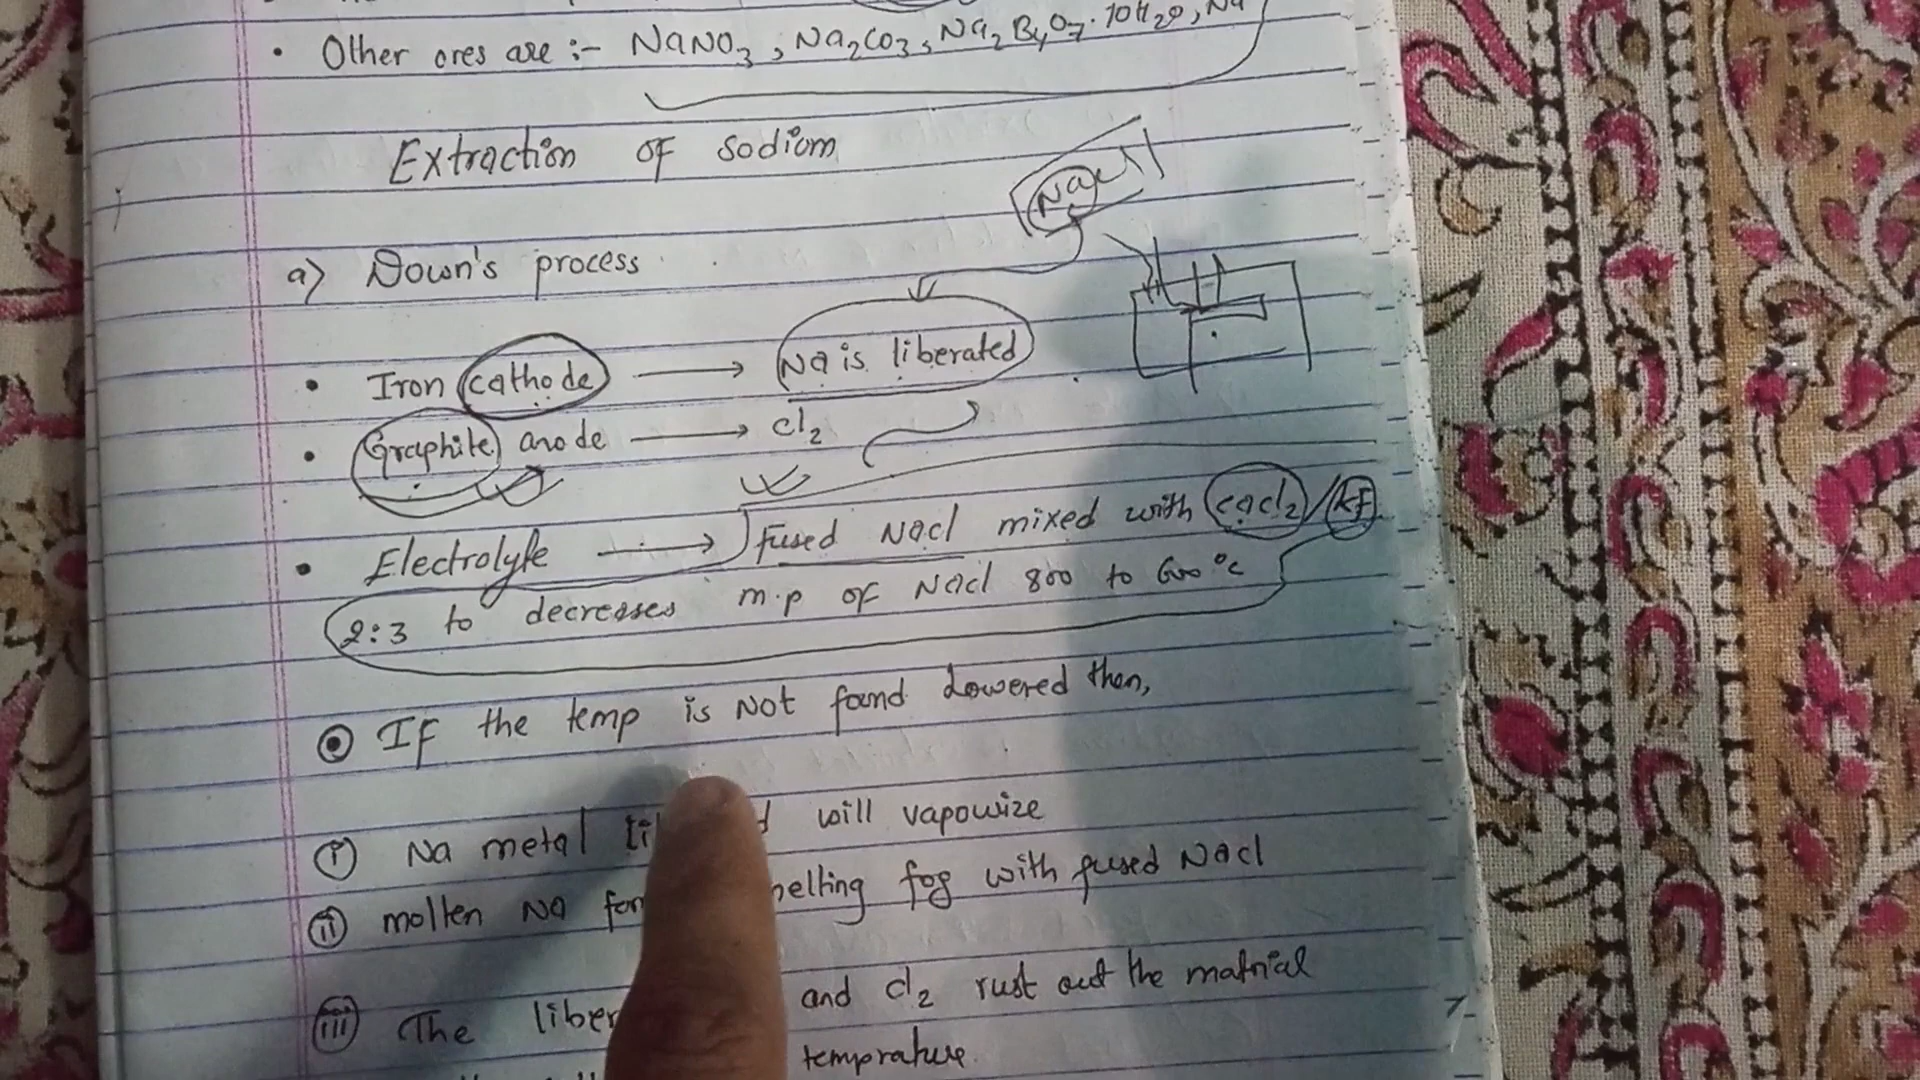 • Other ores are :- NaNO3, Na2CO3, Na2B4O7.10H2O, Na
Extraction of Sodium
NaCl
a) Down's process
• Iron cathode → Na is liberated
• Graphite anode → Cl2
• Electrolyte → fused NaCl mixed with CaCl2/KF
2:3 to decreases m.p of NaCl 800 to 600°C
If the temp is Not found Lowered then,
(i) Na metal will vapourize
(ii) molten Na fog with fused NaCl
(iii) The and Cl2 rust out the matrial
temprature.